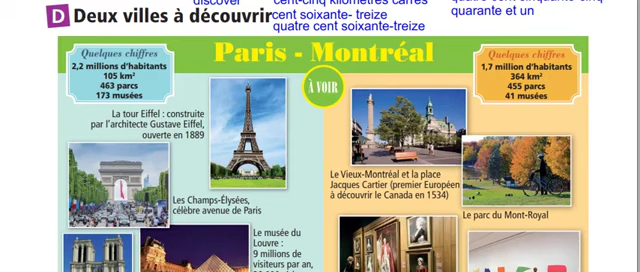 discover
cent-cinq kilomètres carrés
cent soixante- treize
quatre cent soixante-treize
quarante et un
D Deux villes à découvrir
Paris - Montréal
À VOIR
Quelques chiffres
2,2 millions d'habitants
105 km²
463 parcs
173 musées
La tour Eiffel : construite
par l'architecte Gustave Eiffel,
ouverte en 1889
Les Champs-Élysées,
célèbre avenue de Paris
Le musée du
Louvre :
9 millions de
visiteurs par an,
Quelques chiffres
1,7 million d'habitants
364 km²
455 parcs
41 musées
Le Vieux-Montréal et la place
Jacques Cartier (premier Européen
à découvrir le Canada en 1534)
Le parc du Mont-Royal